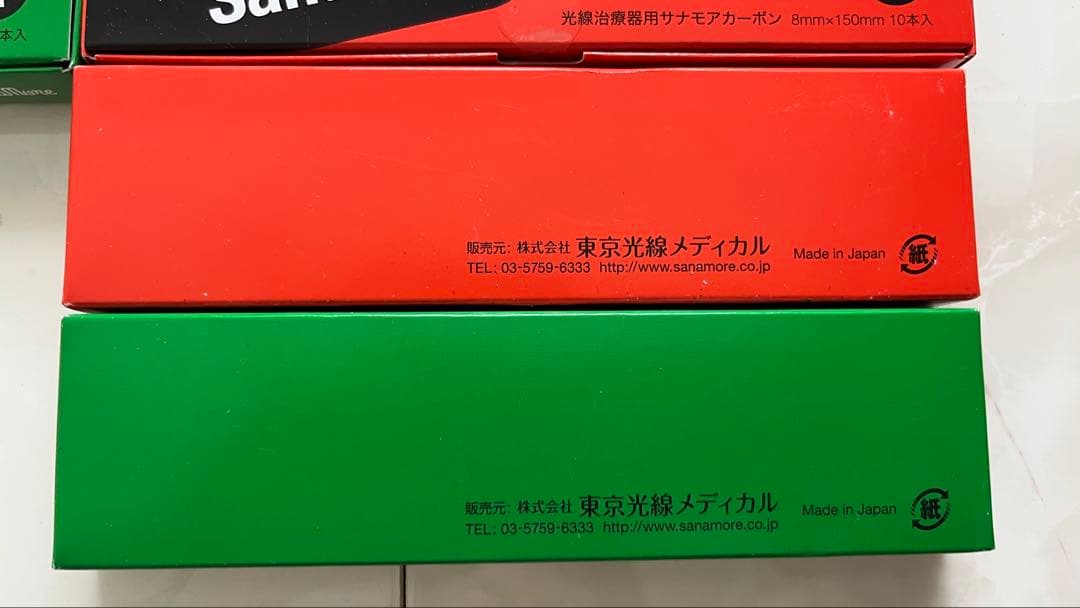 本入
光線治療器用サナモアカーボン 8mm×150mm 10本入
販売元: 株式会社 東京光線メディカル Made in Japan 紙
TEL: 03-5759-6333 http://www.sanamore.co.jp
販売元: 株式会社 東京光線メディカル Made in Japan 紙
TEL: 03-5759-6333 http://www.sanamore.co.jp